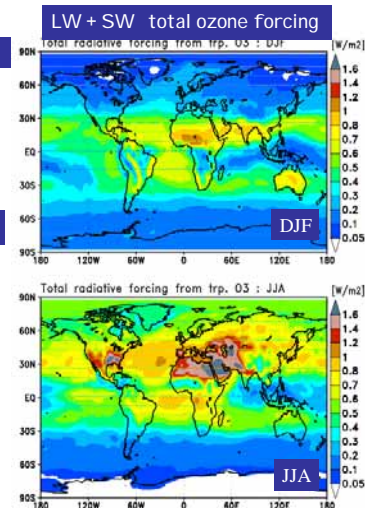 LW + SW total ozone forcing
Total radiative forcing from trp. O3 : DJF [W/m2]
90N
60N
30N
EQ
30S
60S
90S
180 120W 60W 0 60E 120E 180
1.6
1.4
1.2
1
0.8
0.7
0.6
0.5
0.4
0.3
0.2
0.1
0.05
DJF
Total radiative forcing from trp. O3 : JJA [W/m2]
90N
60N
30N
EQ
30S
60S
90S
180 120W 60W 0 60E 120E 180
1.6
1.4
1.2
1
0.8
0.7
0.6
0.5
0.4
0.3
0.2
0.1
0.05
JJA